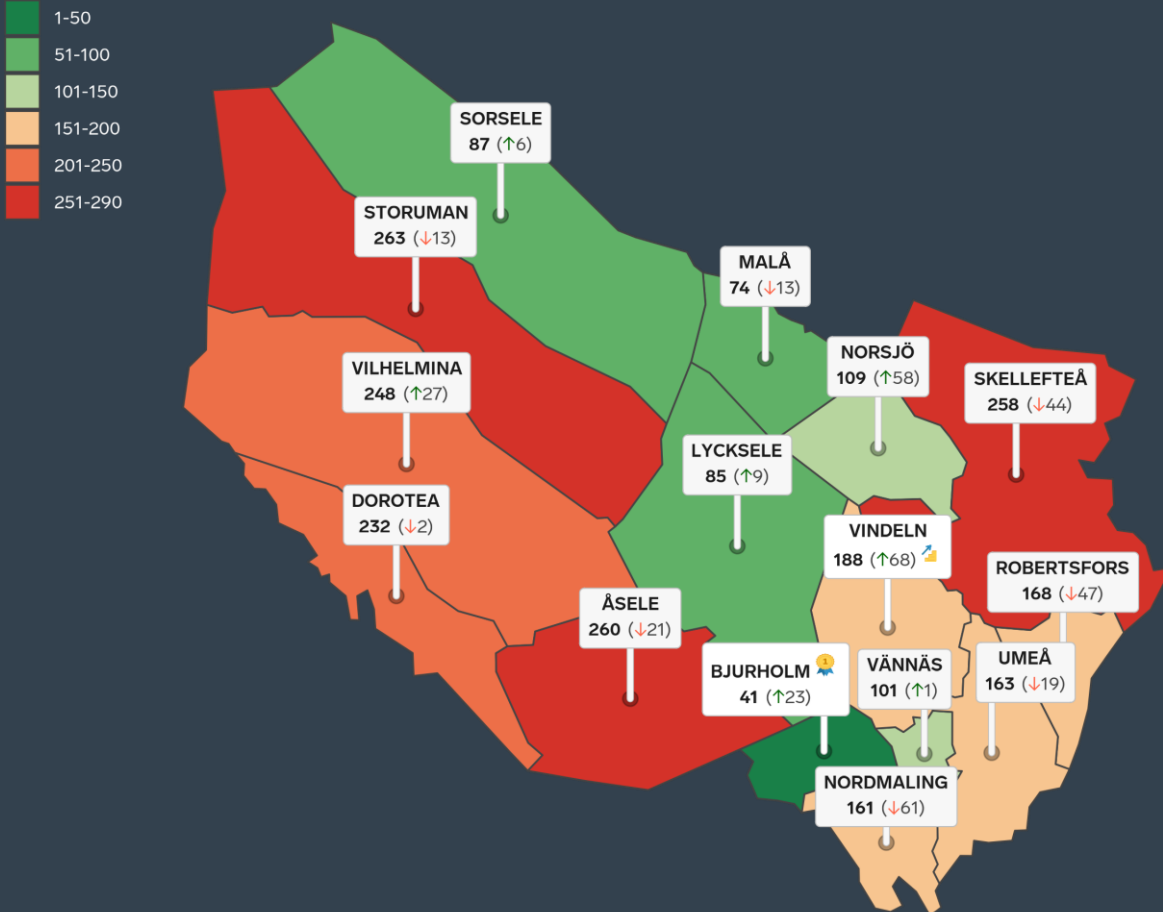 1-50
51-100
101-150
151-200
201-250
251-290
SORSELE
87 (↑6)
STORUMAN
263 (↓13)
MALÅ
74 (↓13)
NORSJÖ
109 (↑58)
SKELLEFTEÅ
258 (↓44)
VILHELMINA
248 (↑27)
LYCKSELE
85 (↑9)
DOROTEA
232 (↓2)
VINDELN
188 (↑68)
ROBERTSFORS
168 (↓47)
ÅSELE
260 (↓21)
BJURHOLM 1
41 (↑23)
VÄNNÄS
101 (↑1)
UMEÅ
163 (↓19)
NORDMALING
161 (↓61)